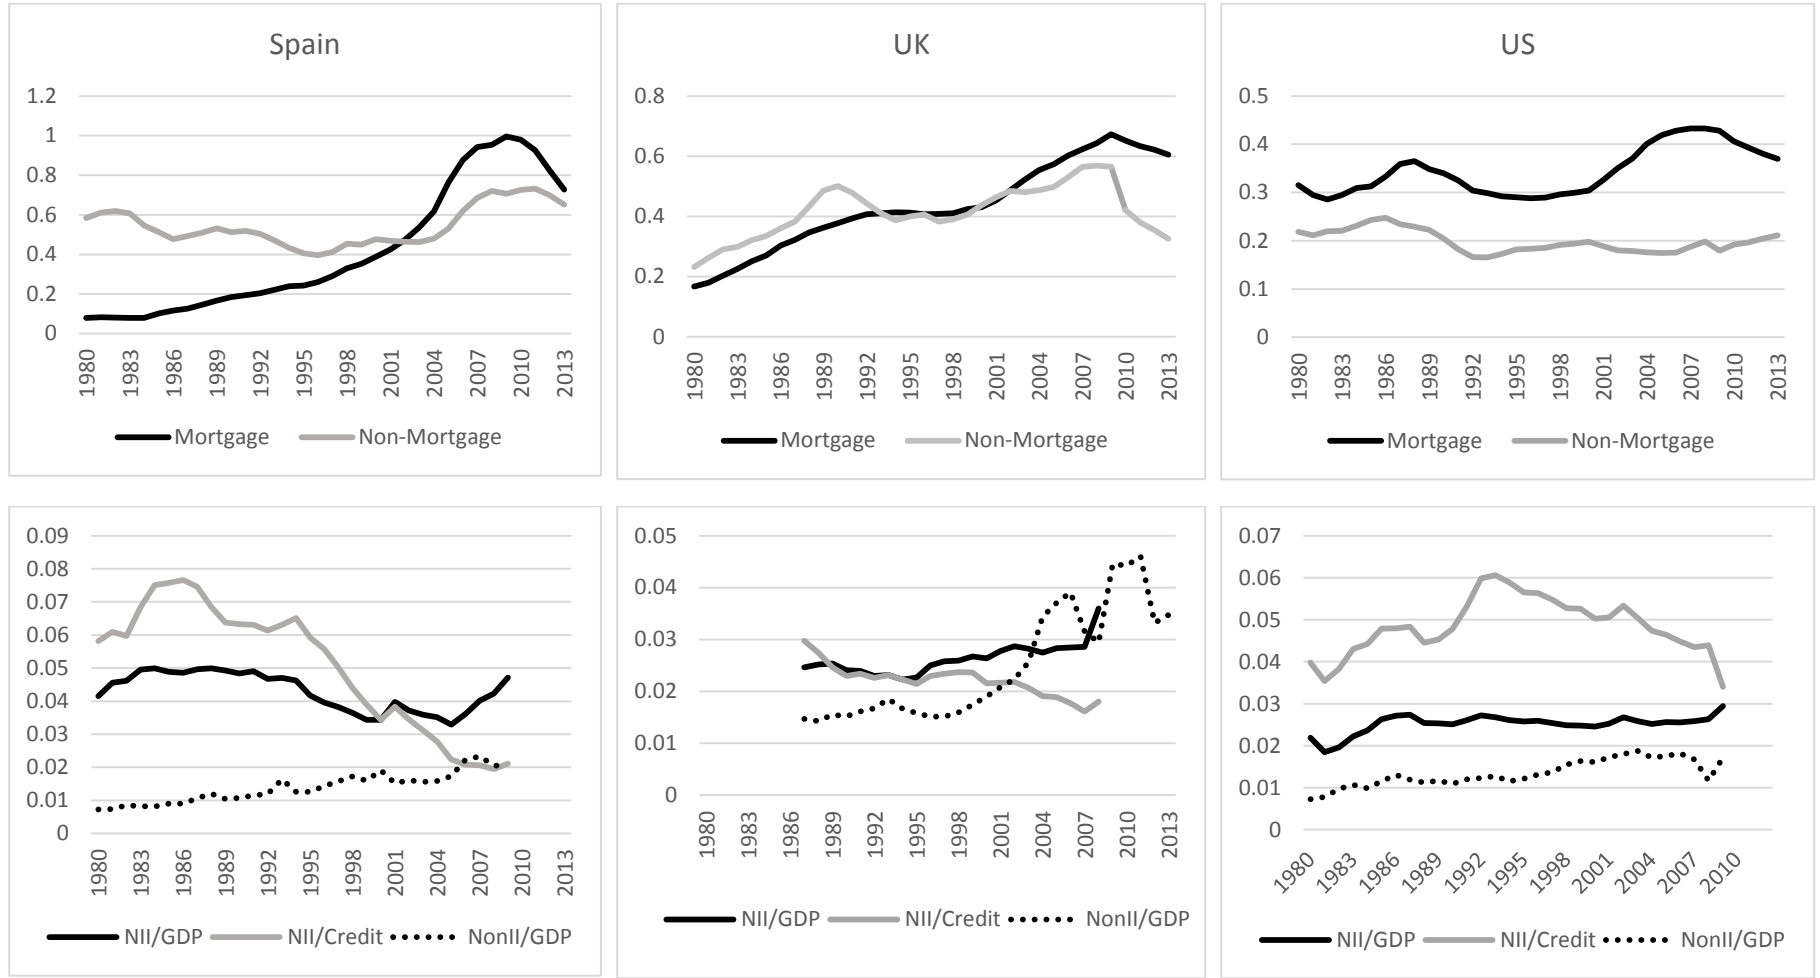 Spain
1.2
1
0.8
0.6
0.4
0.2
0
1980 1983 1986 1989 1992 1995 1998 2001 2004 2007 2010 2013
Mortgage Non-Mortgage
UK
0.8
0.6
0.4
0.2
0
1980 1983 1986 1989 1992 1995 1998 2001 2004 2007 2010 2013
Mortgage Non-Mortgage
US
0.5
0.4
0.3
0.2
0.1
0
1980 1983 1986 1989 1992 1995 1998 2001 2004 2007 2010 2013
Mortgage Non-Mortgage
0.09
0.08
0.07
0.06
0.05
0.04
0.03
0.02
0.01
0
1980 1983 1986 1989 1992 1995 1998 2001 2004 2007 2010 2013
NII/GDP NII/Credit NonII/GDP
0.05
0.04
0.03
0.02
0.01
0
1980 1983 1986 1989 1992 1995 1998 2001 2004 2007 2010 2013
NII/GDP NII/Credit NonII/GDP
0.07
0.06
0.05
0.04
0.03
0.02
0.01
0
1980 1983 1986 1989 1992 1995 1998 2001 2004 2007 2010
NII/GDP NII/Credit NonII/GDP